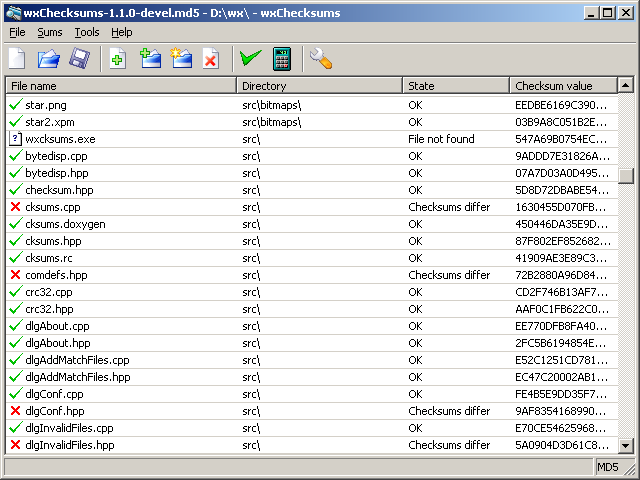 wxChecksums-1.1.0-devel.md5 - D:\wx\ - wxChecksums
File Sums Tools Help
File name Directory State Checksum value
star.png src\bitmaps\ OK EEDBE6169C390...
star2.xpm src\bitmaps\ OK 03B9A8C051B2E...
wxcksums.exe src\ File not found 547A69B0754EC...
bytedisp.cpp src\ OK 9ADDD7E31826A...
bytedisp.hpp src\ OK 07A7D03A0D495...
checksum.hpp src\ OK 5D8D72DBABE54...
cksums.cpp src\ Checksums differ 1630455D070FB...
cksums.doxygen src\ OK 450446DA35E9D...
cksums.hpp src\ OK 87F802EF852682...
cksums.rc src\ OK 41909AE3E89C3...
comdefs.hpp src\ Checksums differ 72B2880A96D84...
crc32.cpp src\ OK CD2F746B13AF7...
crc32.hpp src\ OK AAF0C1FB622C0...
dlgAbout.cpp src\ OK EE770DFB8FA40...
dlgAbout.hpp src\ OK 2FC5B6194854E...
dlgAddMatchFiles.cpp src\ OK E52C1251CD781...
dlgAddMatchFiles.hpp src\ OK EC47C20002AB1...
dlgConf.cpp src\ OK FE4B5E9DD35F7...
dlgConf.hpp src\ Checksums differ 9AF8354168990...
dlgInvalidFiles.cpp src\ OK E70CE54625968...
dlgInvalidFiles.hpp src\ Checksums differ 5A0904D3D61C8...
MD5